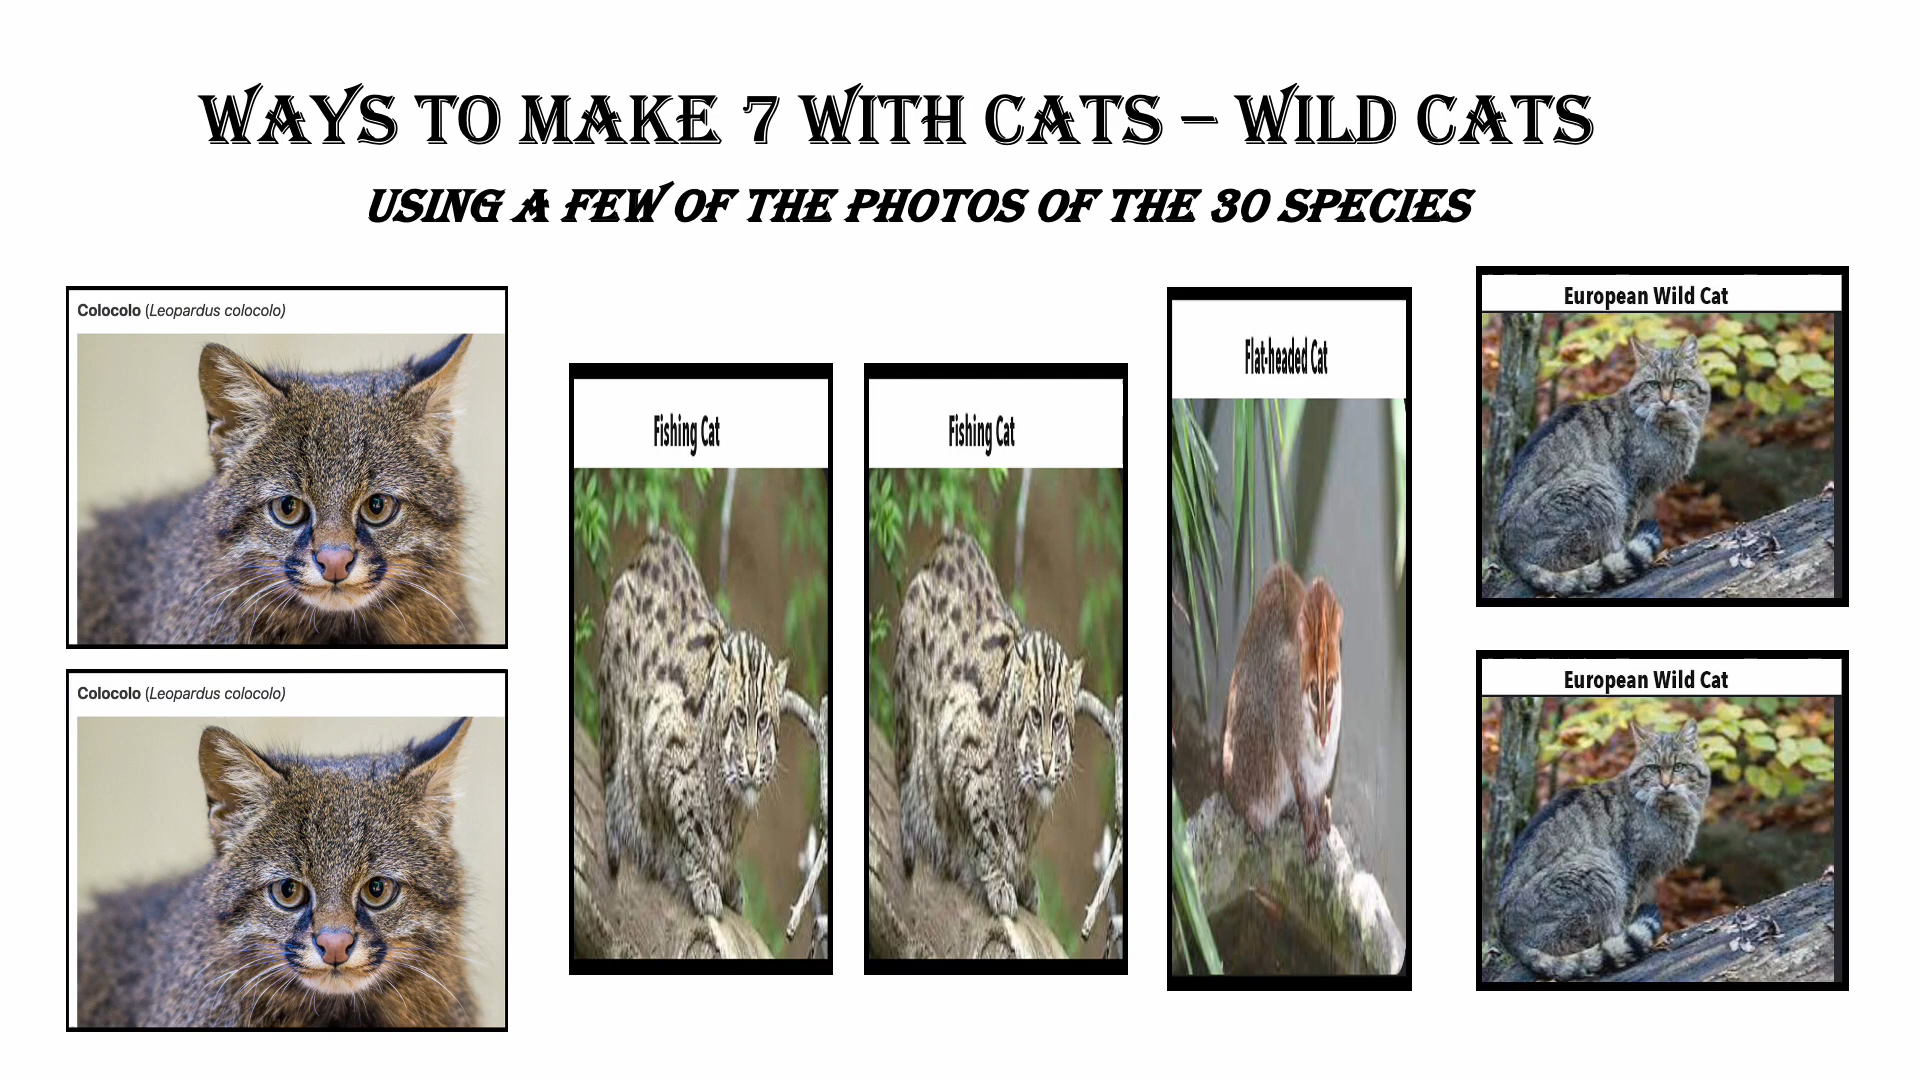 WAYS TO MAKE 7 WITH CATS – WILD CATS
USING A FEW OF THE PHOTOS OF THE 30 SPECIES
Colocolo (Leopardus colocolo)
Colocolo (Leopardus colocolo)
Fishing Cat
Fishing Cat
Flat-headed Cat
European Wild Cat
European Wild Cat